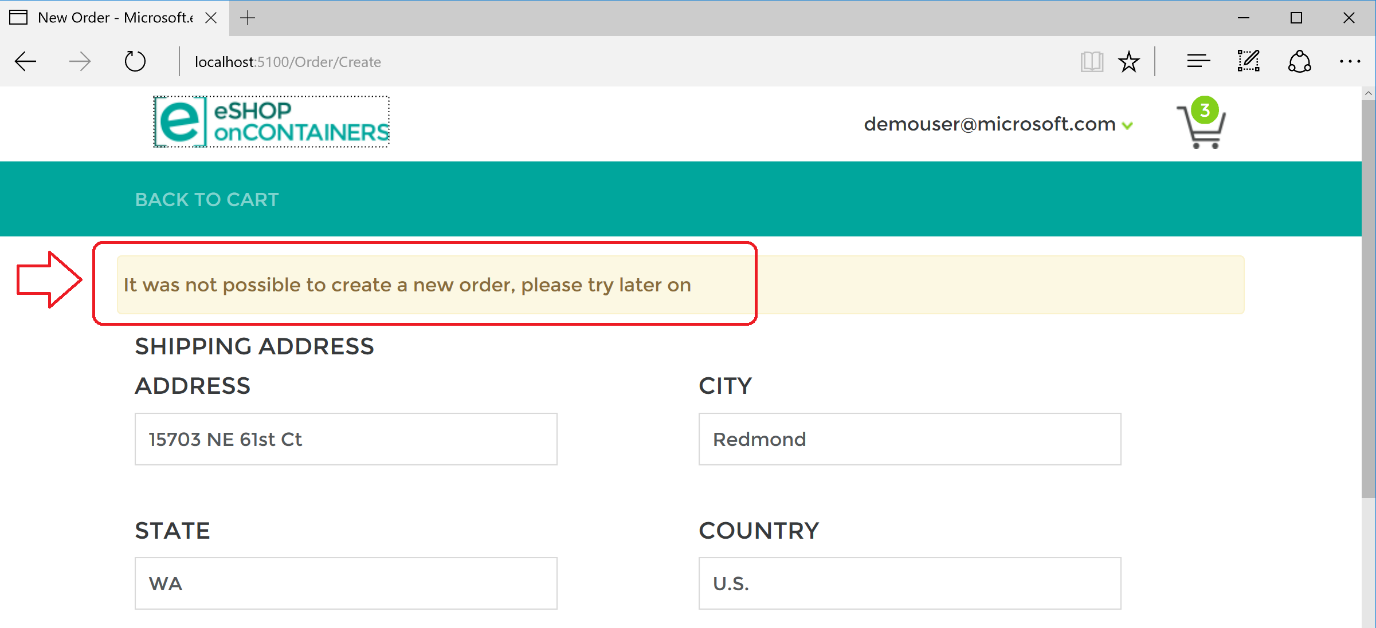 New Order - Microsoft.e
localhost:5100/Order/Create
eSHOP
onCONTAINERS
demouser@microsoft.com
3
BACK TO CART
It was not possible to create a new order, please try later on
SHIPPING ADDRESS
ADDRESS
CITY
15703 NE 61st Ct
Redmond
STATE
COUNTRY
WA
U.S.